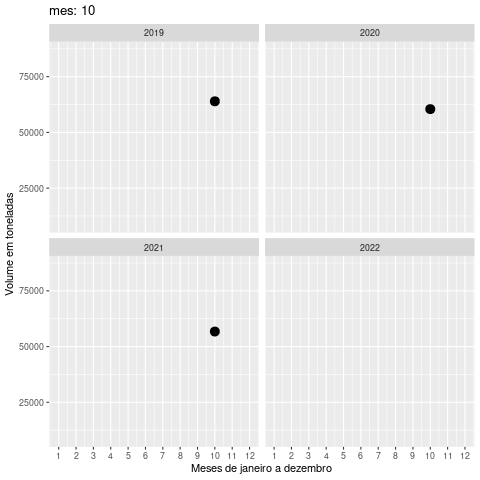 mes: 10
2019
2020
75000
50000
25000
2021
2022
75000
50000
25000
1 2 3 4 5 6 7 8 9 10 11 12
1 2 3 4 5 6 7 8 9 10 11 12
Meses de janeiro a dezembro
Volume em toneladas